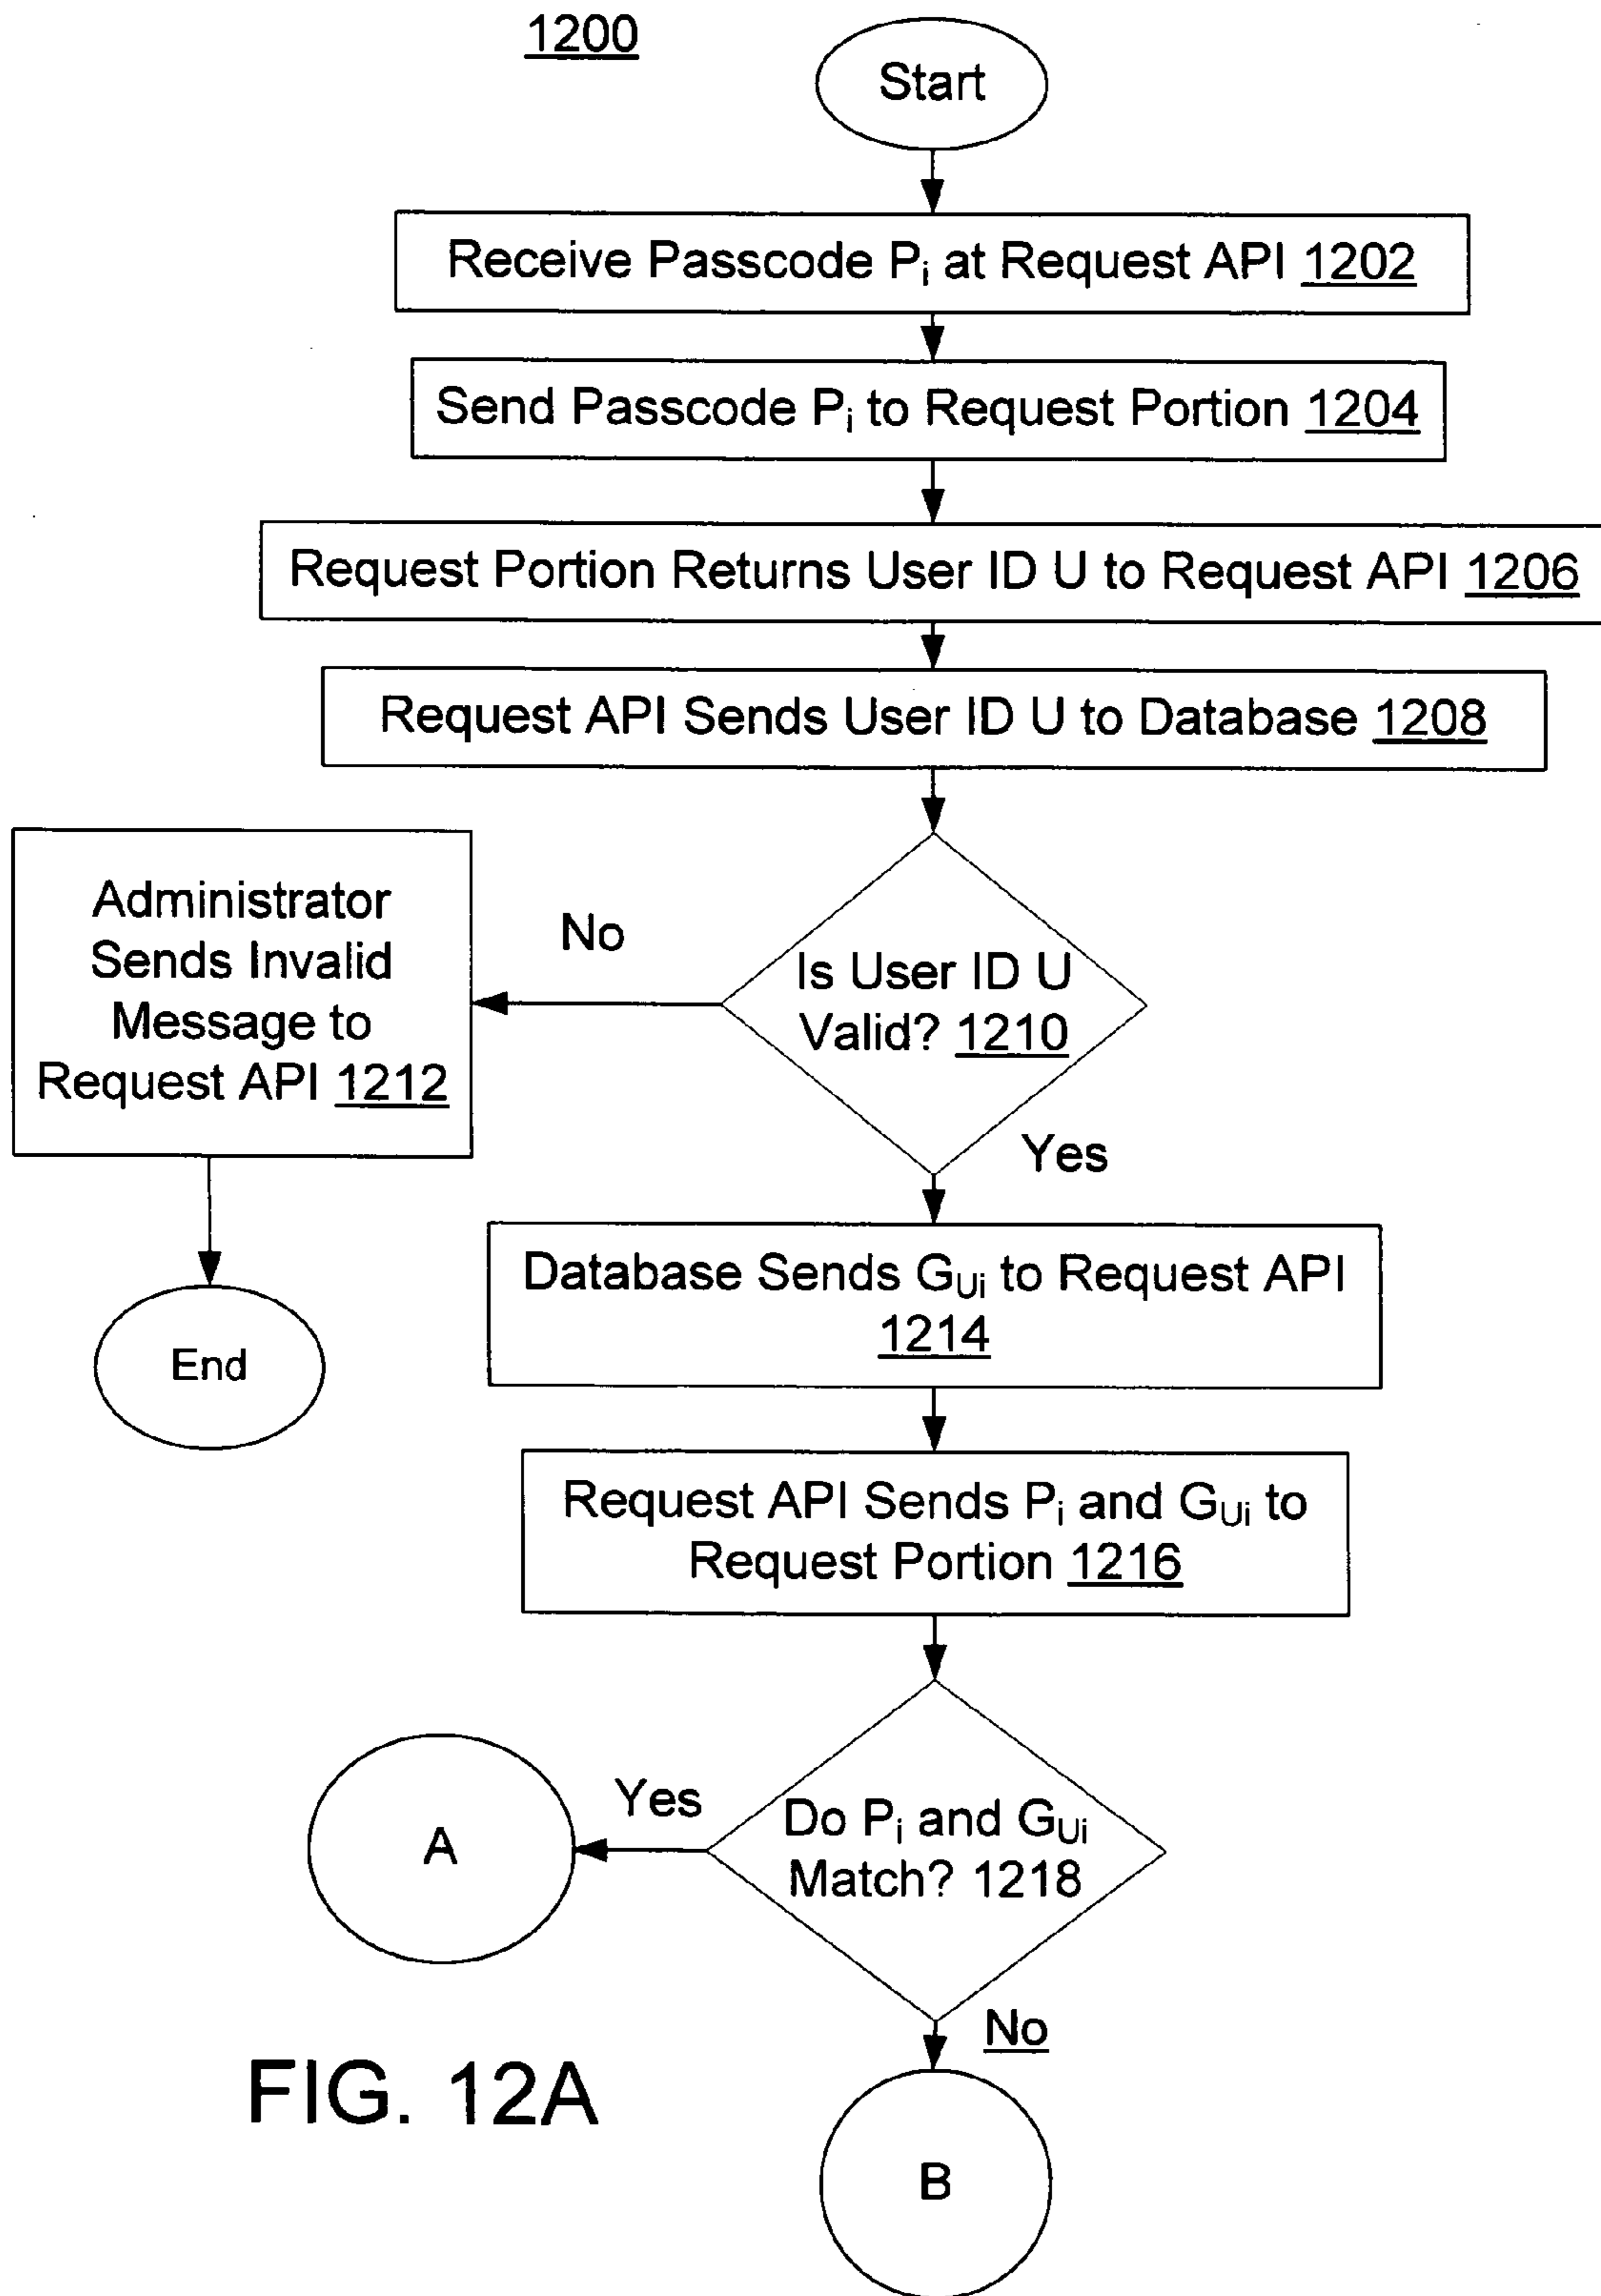 1200
Start
Receive Passcode Pi at Request API 1202
Send Passcode Pi to Request Portion 1204
Request Portion Returns User ID U to Request API 1206
Request API Sends User ID U to Database 1208
Administrator
Sends Invalid
Message to
Request API 1212
No
Is User ID U
Valid? 1210
Yes
End
Database Sends GUi to Request API
1214
Request API Sends Pi and GUi to
Request Portion 1216
A
Yes
Do Pi and GUi
Match? 1218
No
B
FIG. 12A